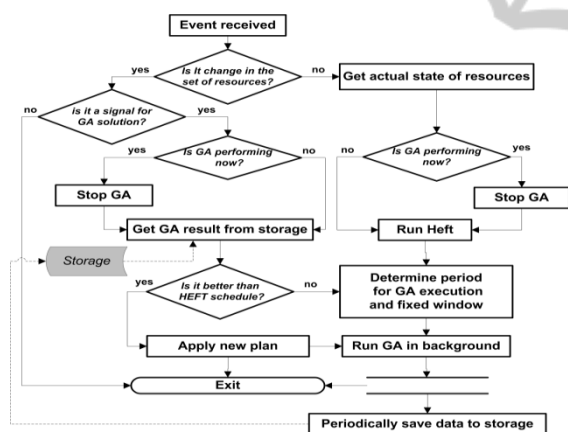 Event received
Is it change in the
set of resources?
yes
no
Get actual state of resources
is it a signal for
GA solution?
no
yes
Is GA performing
now?
yes
no
Is GA performing
now?
no
yes
Stop GA
Stop GA
Get GA result from storage
Run Heft
Storage
Is it better than
HEFT schedule?
yes
no
Determine period
for GA execution
and fixed window
Apply new plan
Run GA in background
Exit
Periodically save data to storage